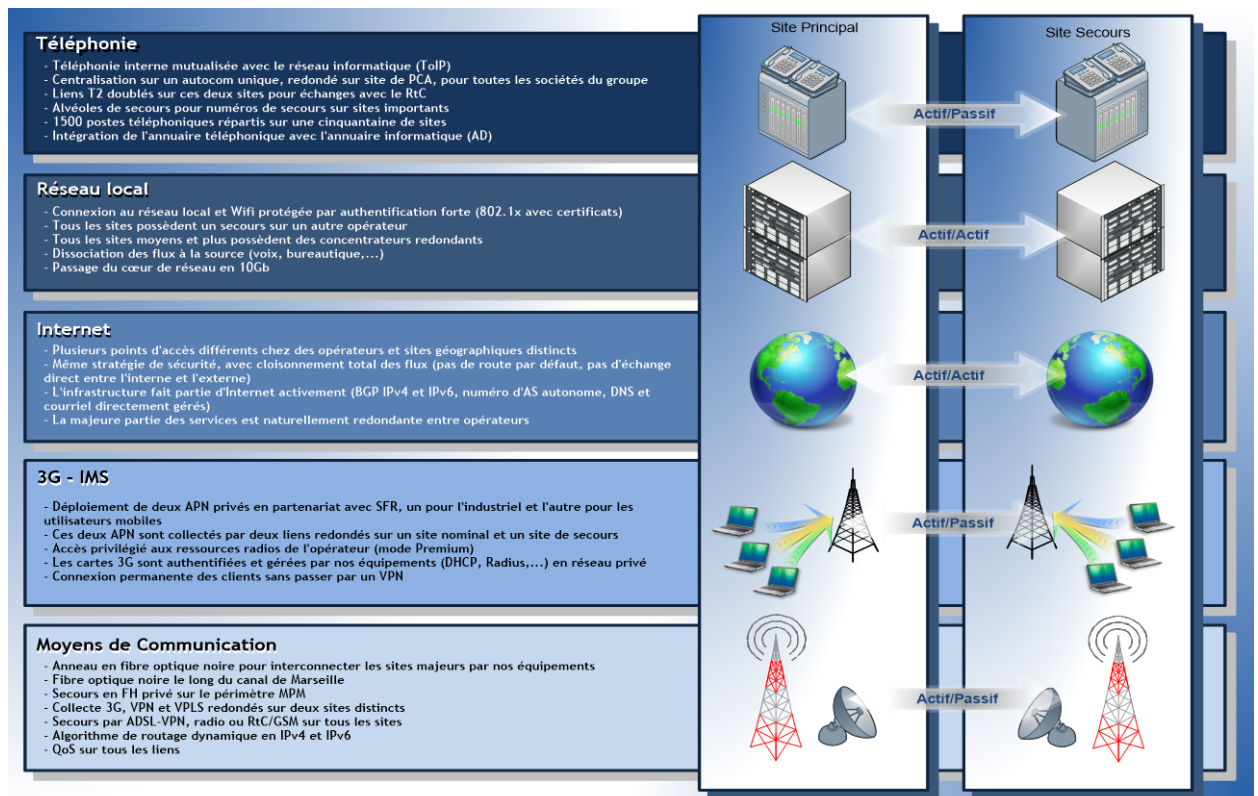 Site Principal
Site Secours
Téléphonie
- Téléphonie interne mutualisée avec le réseau informatique (ToIP)
- Centralisation sur un autocom unique, redondé sur site de PCA, pour toutes les sociétés du groupe
- Liens T2 doublés sur ces deux sites pour échanges avec le RtC
- Alvéoles de secours pour numéros de secours sur sites importants
- 1500 postes téléphoniques répartis sur une cinquantaine de sites
- Intégration de l'annuaire téléphonique avec l'annuaire informatique (AD)
Actif/Passif
Réseau local
- Connexion au réseau local et Wifi protégée par authentification forte (802.1x avec certificats)
- Tous les sites possèdent un secours sur un autre opérateur
- Tous les sites moyens et plus possèdent des concentrateurs redondants
- Dissociation des flux à la source (voix, bureautique,...)
- Passage du cœur de réseau en 10Gb
Actif/Actif
Internet
- Plusieurs points d'accès différents chez des opérateurs et sites géographiques distincts
- Même stratégie de sécurité, avec cloisonnement total des flux (pas de route par défaut, pas d'échange
direct entre l'interne et l'externe)
- L'infrastructure fait partie d'Internet activement (BGP IPv4 et IPv6, numéro d'AS autonome, DNS et
courriel directement gérés)
- La majeure partie des services est naturellement redondante entre opérateurs
Actif/Actif
3G - IMS
- Déploiement de deux APN privés en partenariat avec SFR, un pour l'industriel et l'autre pour les
utilisateurs mobiles
- Ces deux APN sont collectés par deux liens redondés sur un site nominal et un site de secours
- Accès privilégié aux ressources radios de l'opérateur (mode Premium)
- Les cartes 3G sont authentifiées et gérées par nos équipements (DHCP, Radius,...) en réseau privé
- Connexion permanente des clients sans passer par un VPN
Actif/Passif
Moyens de Communication
- Anneau en fibre optique noire pour interconnecter les sites majeurs par nos équipements
- Fibre optique noire le long du canal de Marseille
- Secours en FH privé sur le périmètre MPM
- Collecte 3G, VPN et VPLS redondés sur deux sites distincts
- Secours par ADSL-VPN, radio ou RtC/GSM sur tous les sites
- Algorithme de routage dynamique en IPv4 et IPv6
- QoS sur tous les liens
Actif/Passif